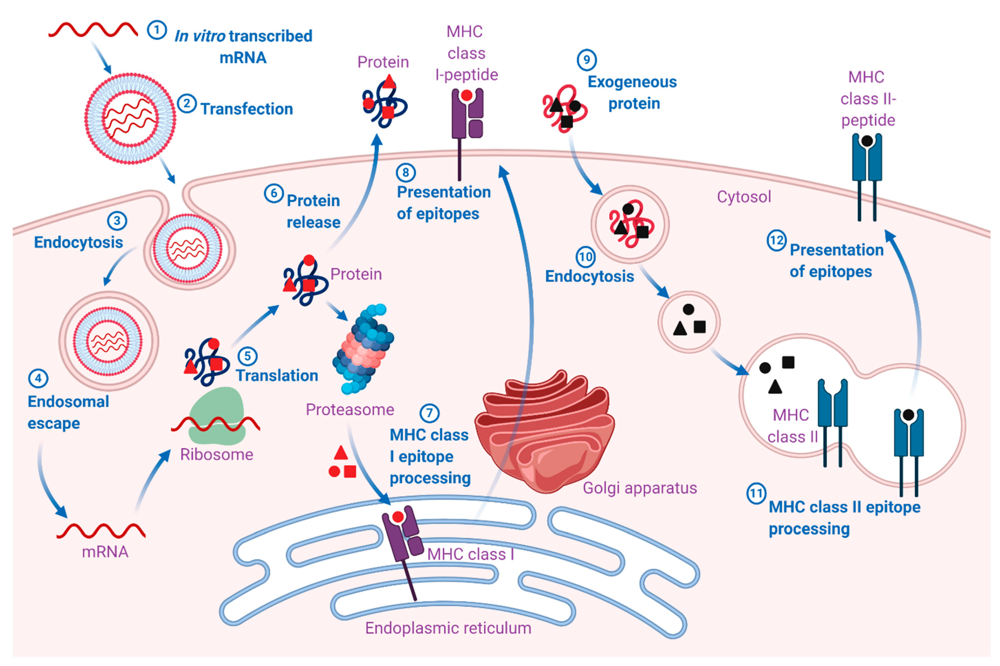 1
In vitro transcribed
mRNA
2
Transfection
3
Endocytosis
4
Endosomal
escape
mRNA
Ribosome
5
Translation
Protein
6
Protein
release
Protein
Proteasome
7
MHC class
I epitope
processing
MHC class I
Endoplasmic reticulum
Golgi apparatus
8
Presentation
of epitopes
MHC
class
I-peptide
9
Exogeneous
protein
10
Endocytosis
Cytosol
MHC
class II
11
MHC class II epitope
processing
12
Presentation
of epitopes
MHC
class II-
peptide